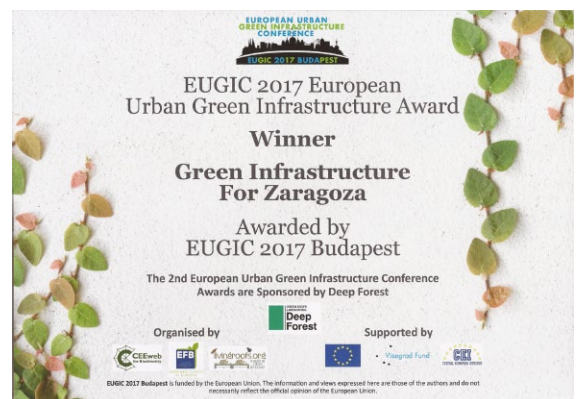 EUROPEAN URBAN
GREEN INFRASTRUCTURE
CONFERENCE
EUGIC 2017 BUDAPEST
EUGIC 2017 European
Urban Green Infrastructure Award
Winner
Green Infrastructure
For Zaragoza
Awarded by
EUGIC 2017 Budapest
The 2nd European Urban Green Infrastructure Conference
Awards are Sponsored by Deep Forest
Deep
Forest
Organised by
Supported by
CEEweb
for Biodiversity
EFB
livingroofs.org
Visegrad Fund
CEI
EUGIC 2017 Budapest is funded by the European Union. The information and views expressed here are those of the authors and do not
necessarily reflect the official opinion of the European Union.